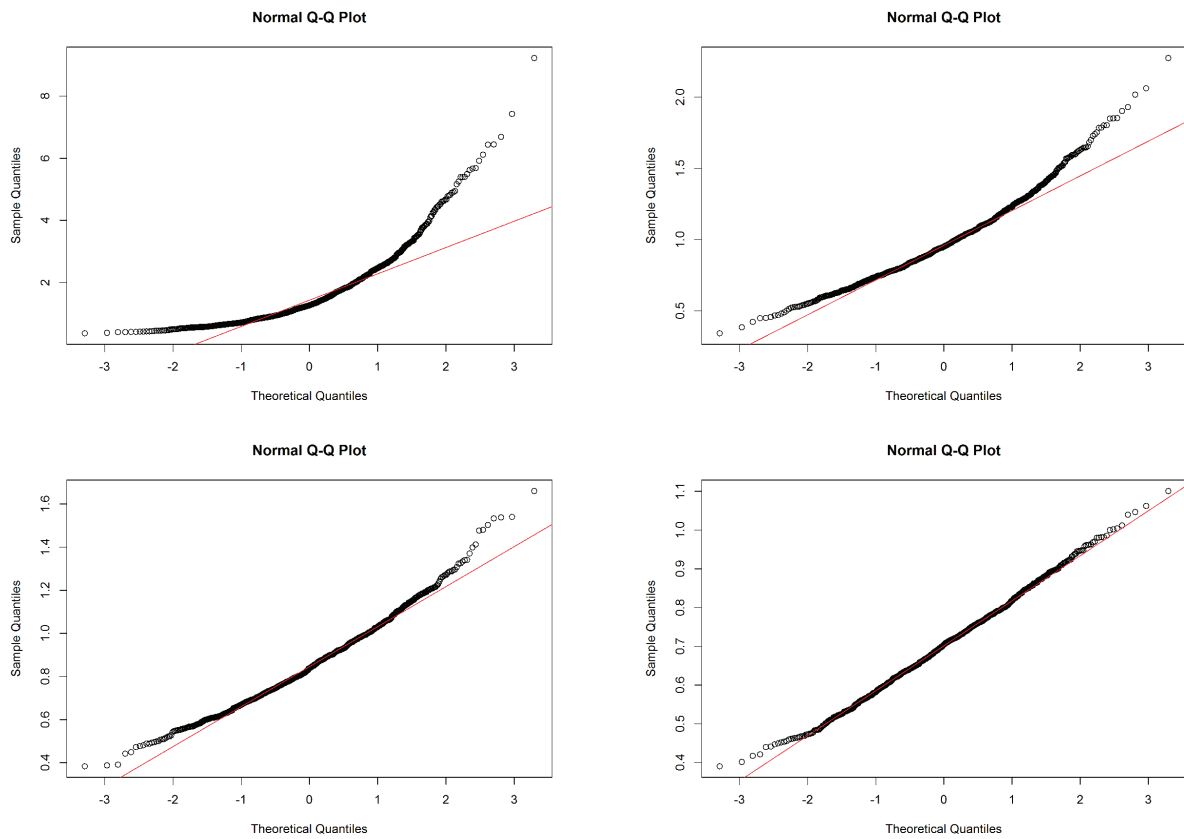 Normal Q-Q Plot
Sample Quantiles
8
6
4
2
-3 -2 -1 0 1 2 3
Theoretical Quantiles
Normal Q-Q Plot
Sample Quantiles
2.0
1.5
1.0
0.5
-3 -2 -1 0 1 2 3
Theoretical Quantiles
Normal Q-Q Plot
Sample Quantiles
1.6
1.4
1.2
1.0
0.8
0.6
0.4
-3 -2 -1 0 1 2 3
Theoretical Quantiles
Normal Q-Q Plot
Sample Quantiles
1.1
1.0
0.9
0.8
0.7
0.6
0.5
0.4
-3 -2 -1 0 1 2 3
Theoretical Quantiles